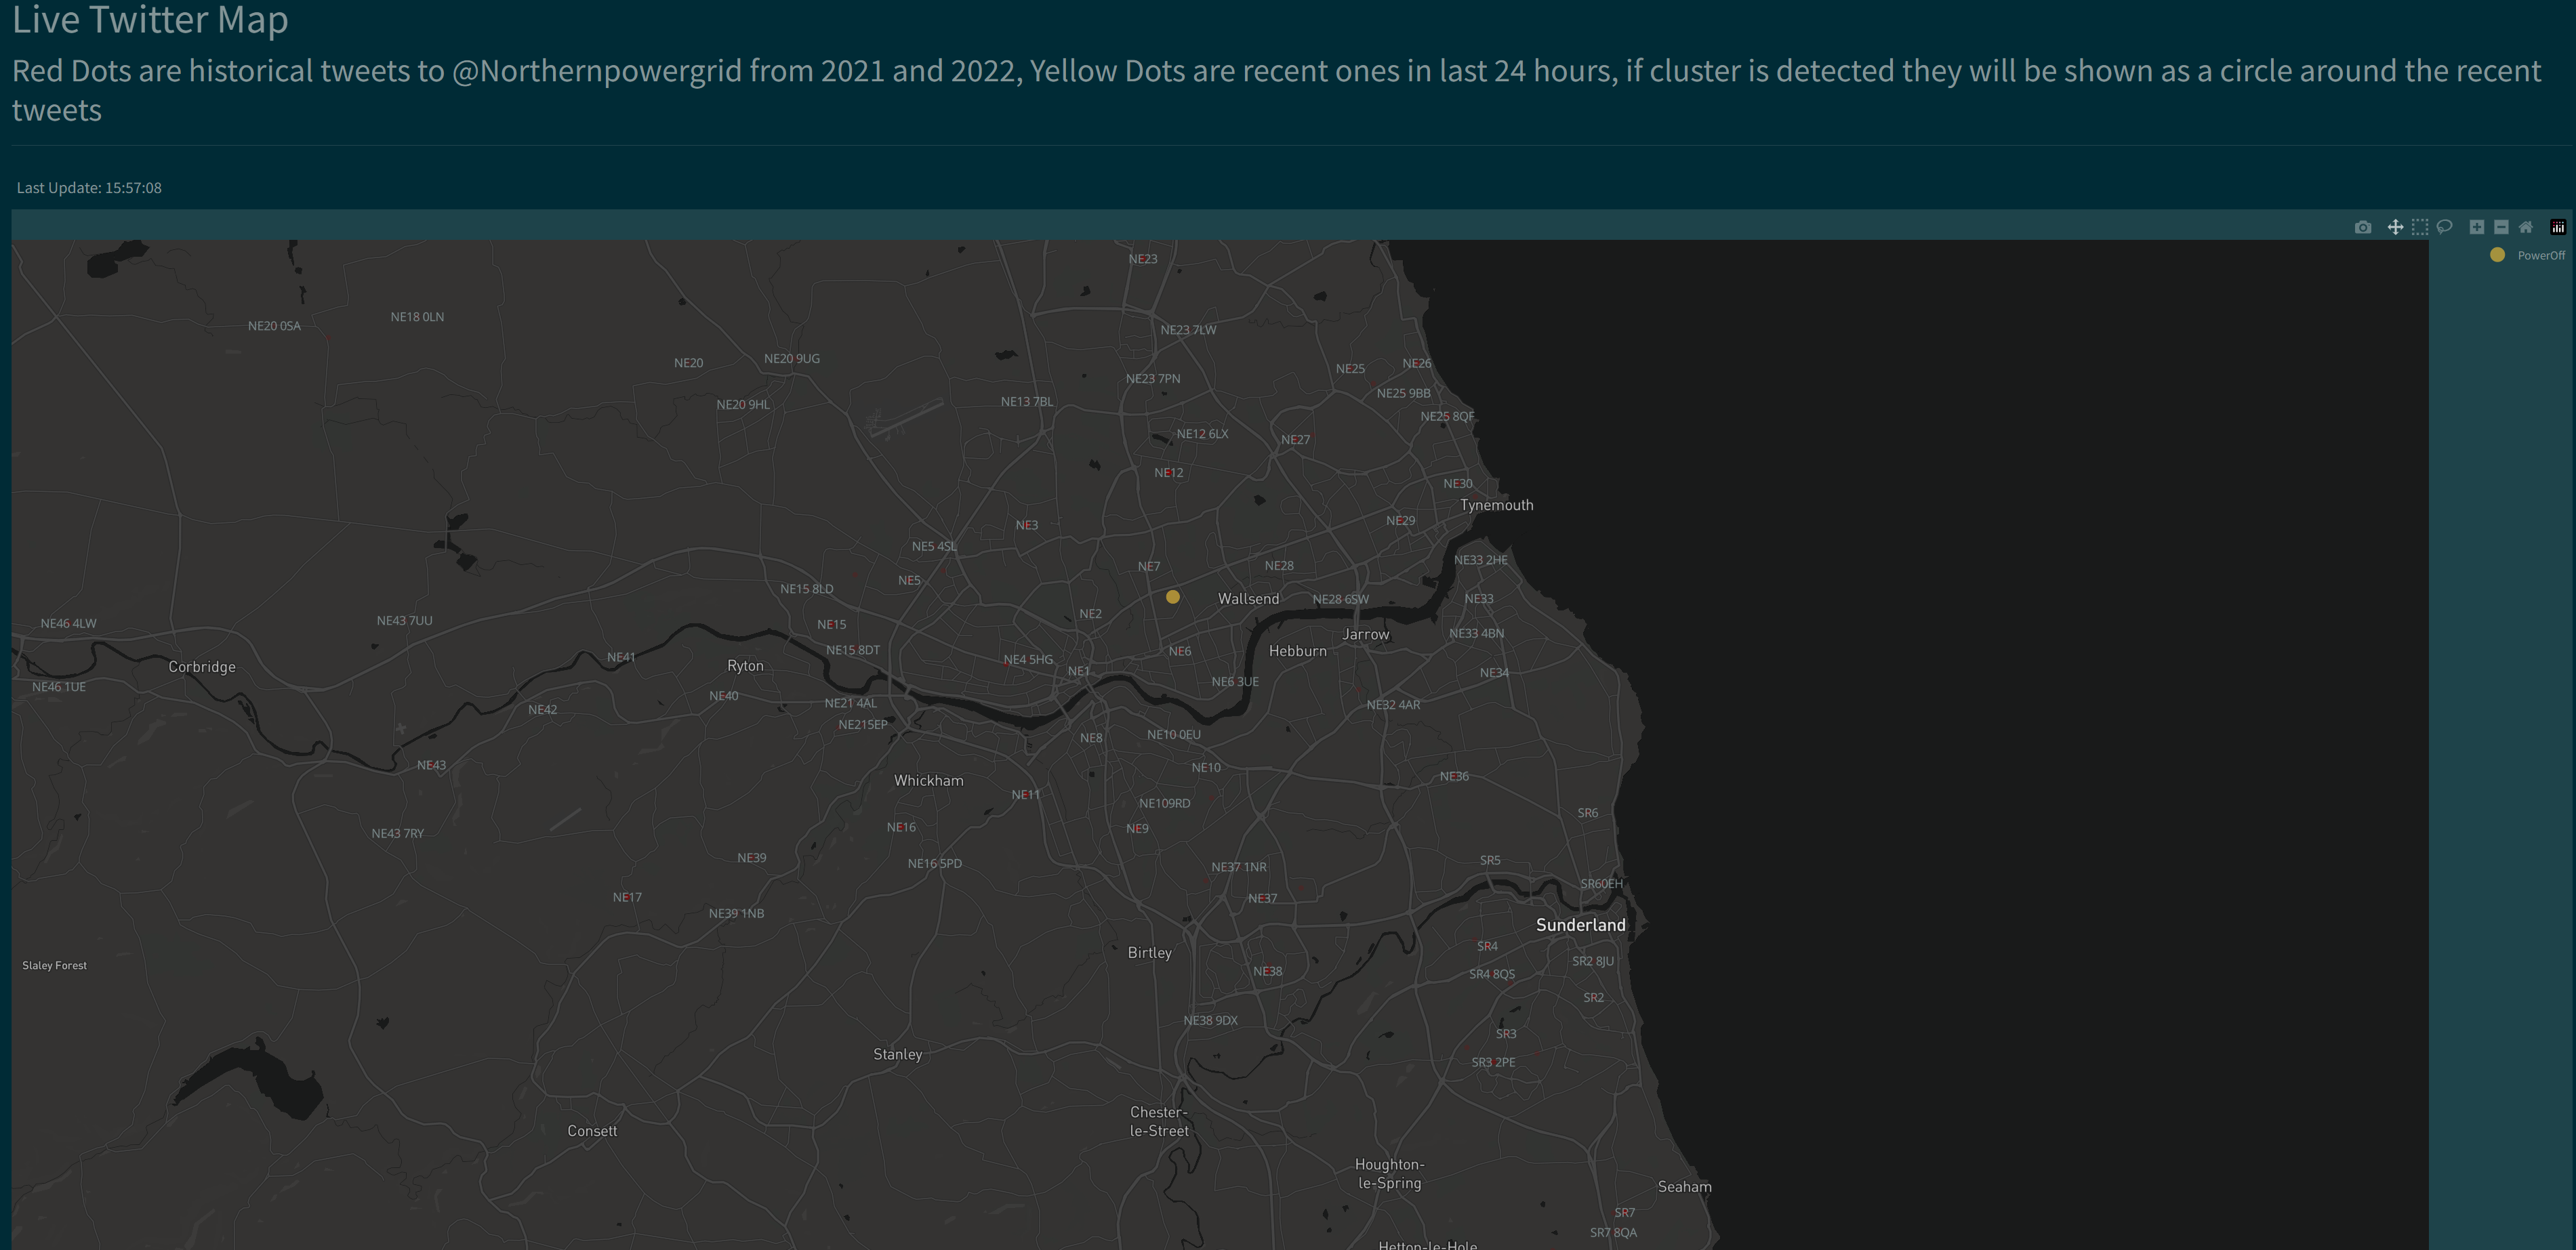 Live Twitter Map
Red Dots are historical tweets to @Northernpowergrid from 2021 and 2022, Yellow Dots are recent ones in last 24 hours, if cluster is detected they will be shown as a circle around the recent
tweets
Last Update: 15:57:08
PowerOff
NE23
NE18 0LN
NE20 0SA
NE23 7LW
NE20 9UG
NE20
NE26
NE25
NE23 7PN
NE25 9BB
NE13 7BL
NE20 9HL
NE25 8QF
NE12 6LX
NE27
NE12
NE30
Tynemouth
NE29
NE3
NE5 4SL
NE33 2HE
NE7
NE28
NE5
NE15 8LD
Wallsend
NE28 6SW
NE33
NE2
NE43 7UU
NE46 4LW
NE15
Jarrow
NE33 4BN
NE15 8DT
NE6
Hebburn
NE41
NE4 5HG
Corbridge
Ryton
NE1
NE34
NE6 3UE
NE46 1UE
NE40
NE21 4AL
NE32 4AR
NE42
NE215EP
NE10 0EU
NE8
NE43
NE10
NE36
Whickham
NE11
NE109RD
SR6
NE16
NE9
NE43 7RY
NE39
SR5
NE16 5PD
NE37 1NR
SR60EH
NE17
NE37
NE39 1NB
Sunderland
SR4
Birtley
SR2 8JU
Slaley Forest
NE38
SR4 8QS
SR2
NE38 9DX
SR3
Stanley
SR3 2PE
Chester-
le-Street
Consett
Houghton-
le-Spring
Seaham
SR7
SR7 8QA
Hetton-le-Hole